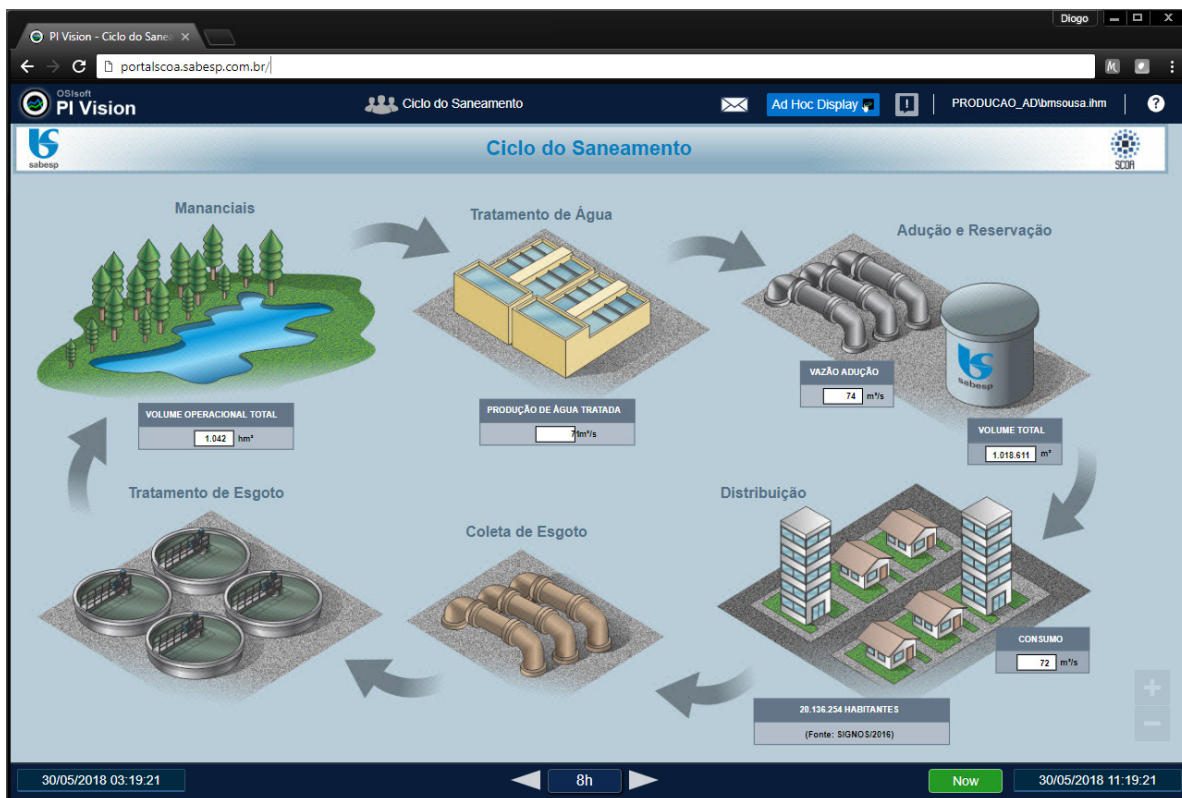 Diogo
PI Vision - Ciclo do Sanea
portalscoa.sabesp.com.br/
OSIsoft
PI Vision
Ciclo do Saneamento
Ad Hoc Display
PRODUCAO_AD\bmsousa.ihm
?
sabesp
Ciclo do Saneamento
SCOA
Mananciais
Tratamento de Água
Adução e Reservação
VOLUME OPERACIONAL TOTAL
1.042 hm³
PRODUÇÃO DE ÁGUA TRATADA
71m³/s
VAZÃO ADUÇÃO
74 m³/s
sabesp
VOLUME TOTAL
1.018.611 m³
Tratamento de Esgoto
Coleta de Esgoto
Distribuição
CONSUMO
72 m³/s
20.136.254 HABITANTES
(Fonte: SIGNOS/2016)
30/05/2018 03:19:21
8h
Now
30/05/2018 11:19:21